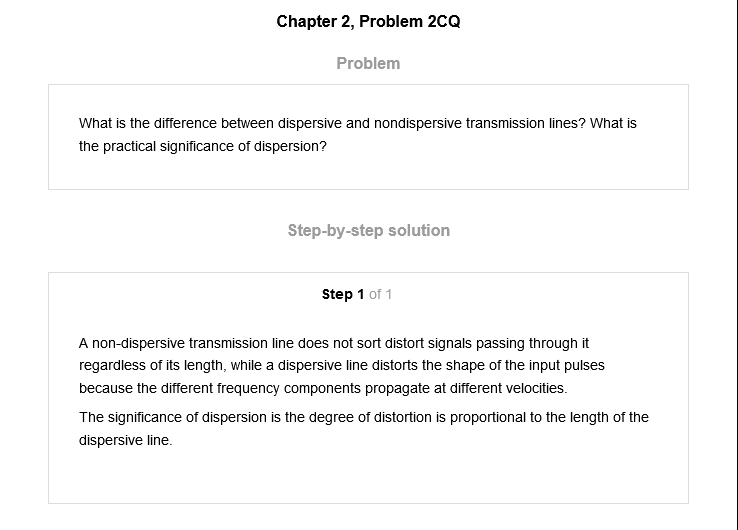 Chapter 2, Problem 2CQ
Problem
What is the difference between dispersive and nondispersive transmission lines? What is
the practical significance of dispersion?
Step-by-step solution
Step 1 of 1
A non-dispersive transmission line does not sort distort signals passing through it
regardless of its length, while a dispersive line distorts the shape of the input pulses
because the different frequency components propagate at different velocities.
The significance of dispersion is the degree of distortion is proportional to the length of the
dispersive line.